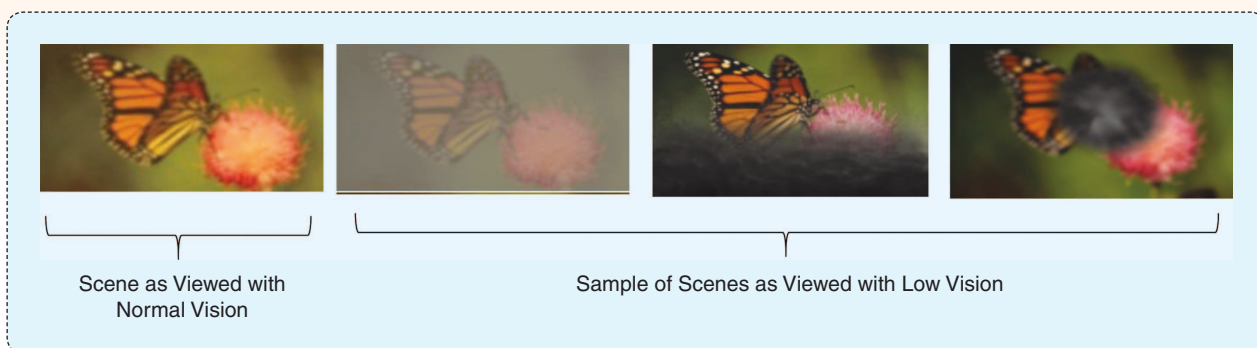 Scene as Viewed with
Normal Vision
Sample of Scenes as Viewed with Low Vision